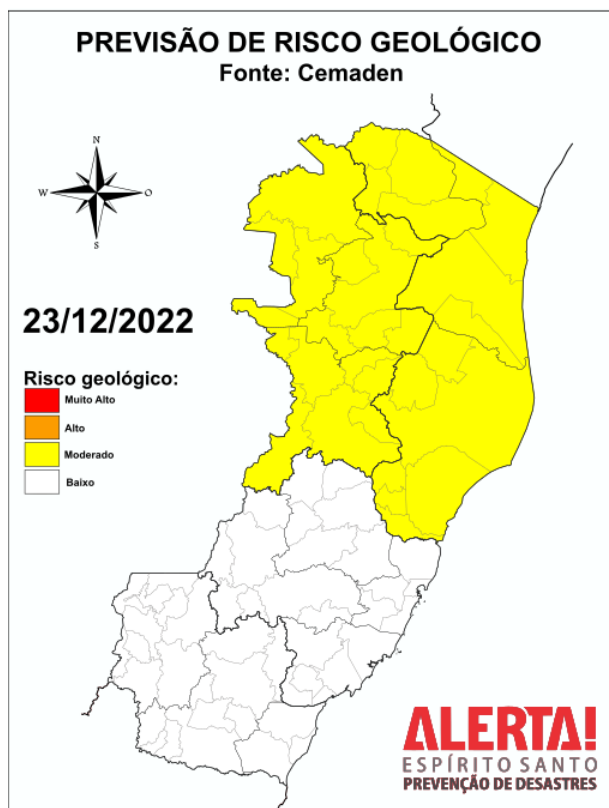 PREVISÃO DE RISCO GEOLÓGICO
Fonte: Cemaden
N
W
O
S
23/12/2022
Risco geológico:
Muito Alto
Alto
Moderado
Baixo
ALERTA!
ESPÍRITO SANTO
PREVENÇÃO DE DESASTRES